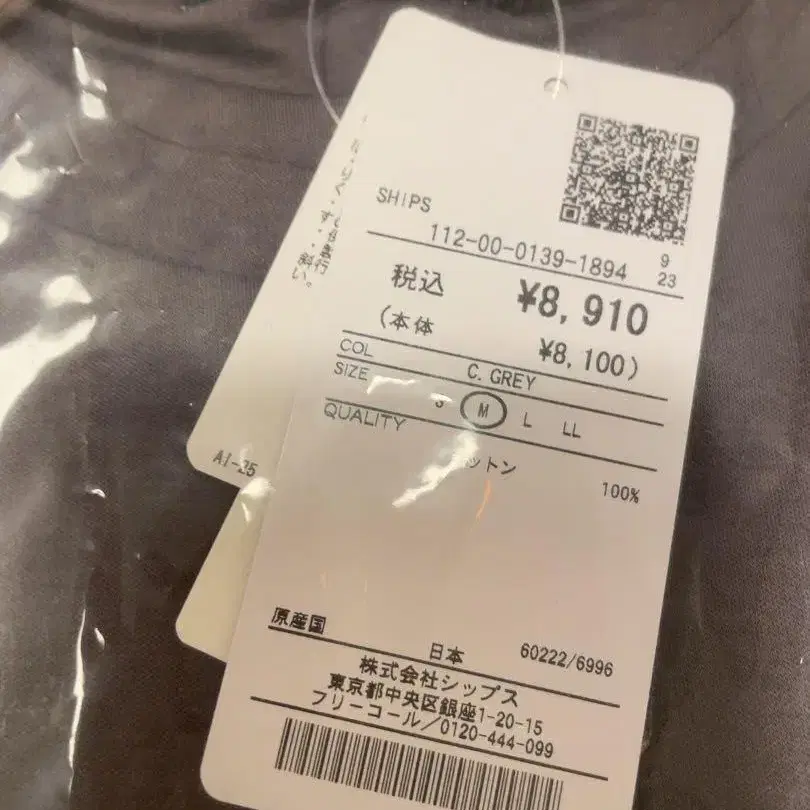 SHIPS
112-00-0139-1894
9
23
税込 ¥8,910
(本体 ¥8,100)
COL C. GREY
SIZE S M L LL
QUALITY
ットン 100%
原産国
日本 60222/6996
株式会社シップス
東京都中央区銀座1-20-15
フリーコール/0120-444-099
AI-25